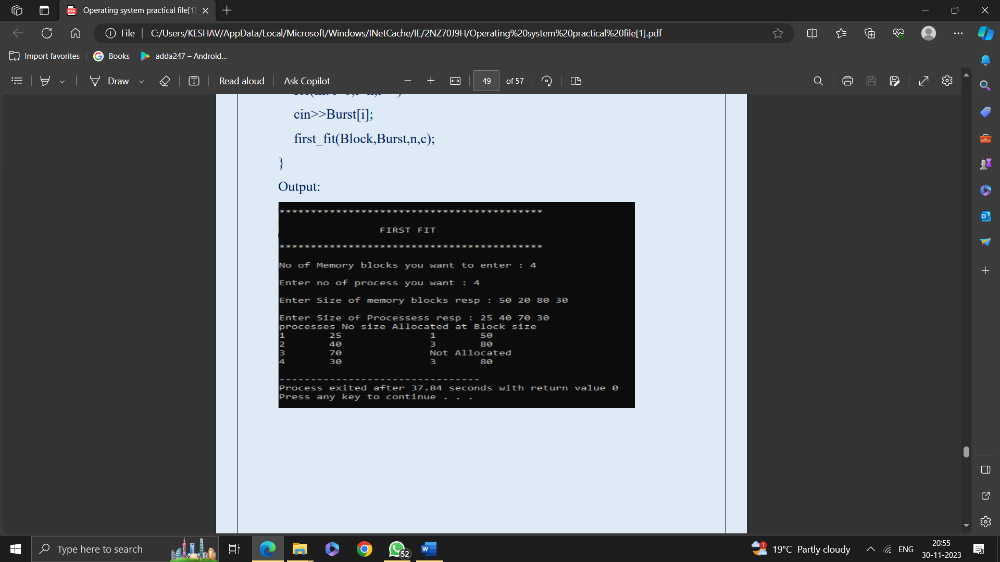 Operating system practical file[1]
File
C:/Users/KESHAV/AppData/Local/Microsoft/Windows/INetCache/IE/2NZ70J9H/Operating%20system%20practical%20file[1].pdf
Import favorites
Books
adda247 – Android...
Draw
Read aloud
Ask Copilot
49 of 57
cin>>Burst[i];
first_fit(Block,Burst,n,c);
}
Output:
******************************************
FIRST FIT
******************************************
No of Memory blocks you want to enter : 4
Enter no of process you want : 4
Enter Size of memory blocks resp : 50 20 80 30
Enter Size of Processess resp : 25 40 70 30
processes No size Allocated at Block size
1 25 1 50
2 40 3 80
3 70 Not Allocated
4 30 3 80
--------------------------------
Process exited after 37.84 seconds with return value 0
Press any key to continue . . .
Type here to search
52
1
19°C Partly cloudy
ENG
20:55
30-11-2023